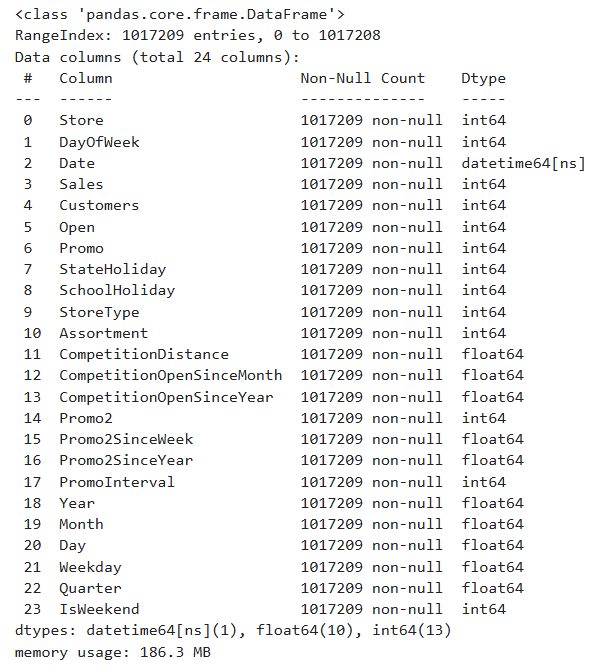 <class 'pandas.core.frame.DataFrame'>
RangeIndex: 1017209 entries, 0 to 1017208
Data columns (total 24 columns):
 #   Column                     Non-Null Count    Dtype
---  ------                     --------------    -----
 0   Store                      1017209 non-null  int64
 1   DayOfWeek                  1017209 non-null  int64
 2   Date                       1017209 non-null  datetime64[ns]
 3   Sales                      1017209 non-null  int64
 4   Customers                  1017209 non-null  int64
 5   Open                       1017209 non-null  int64
 6   Promo                      1017209 non-null  int64
 7   StateHoliday               1017209 non-null  int64
 8   SchoolHoliday              1017209 non-null  int64
 9   StoreType                  1017209 non-null  int64
 10  Assortment                 1017209 non-null  int64
 11  CompetitionDistance        1017209 non-null  float64
 12  CompetitionOpenSinceMonth  1017209 non-null  float64
 13  CompetitionOpenSinceYear   1017209 non-null  float64
 14  Promo2                     1017209 non-null  int64
 15  Promo2SinceWeek            1017209 non-null  float64
 16  Promo2SinceYear            1017209 non-null  float64
 17  PromoInterval              1017209 non-null  int64
 18  Year                       1017209 non-null  float64
 19  Month                      1017209 non-null  float64
 20  Day                        1017209 non-null  float64
 21  Weekday                    1017209 non-null  float64
 22  Quarter                    1017209 non-null  float64
 23  IsWeekend                  1017209 non-null  int64
dtypes: datetime64[ns](1), float64(10), int64(13)
memory usage: 186.3 MB